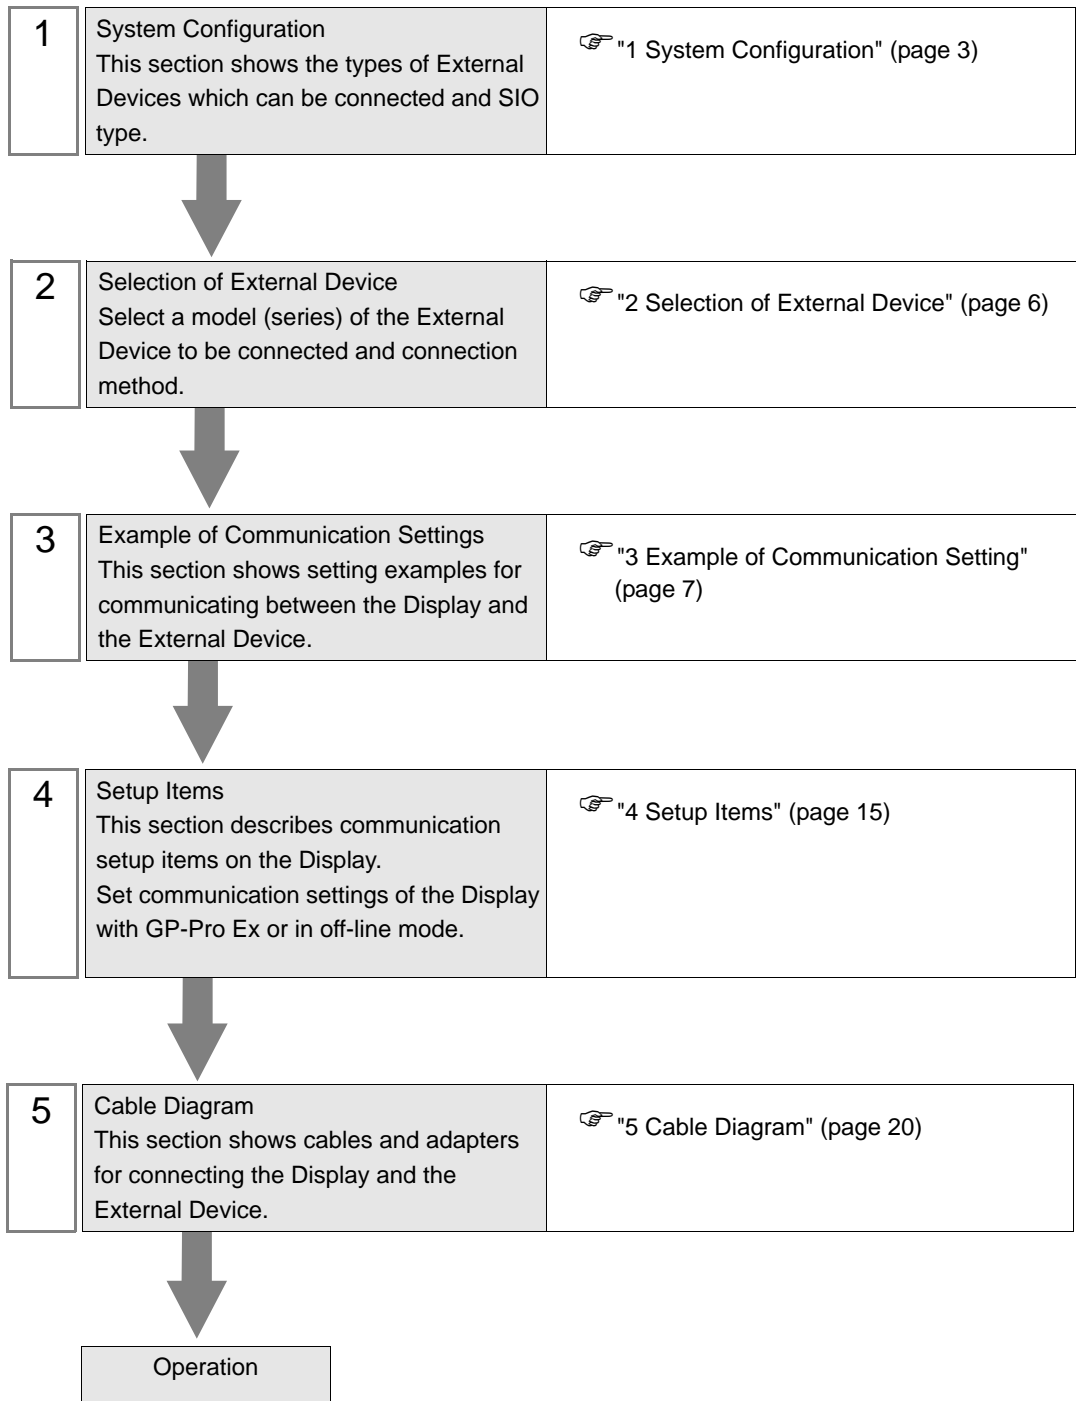 1
System Configuration
This section shows the types of External
Devices which can be connected and SIO
type.
"1 System Configuration" (page 3)
2
Selection of External Device
Select a model (series) of the External
Device to be connected and connection
method.
"2 Selection of External Device" (page 6)
3
Example of Communication Settings
This section shows setting examples for
communicating between the Display and
the External Device.
"3 Example of Communication Setting"
(page 7)
4
Setup Items
This section describes communication
setup items on the Display.
Set communication settings of the Display
with GP-Pro Ex or in off-line mode.
"4 Setup Items" (page 15)
5
Cable Diagram
This section shows cables and adapters
for connecting the Display and the
External Device.
"5 Cable Diagram" (page 20)
Operation